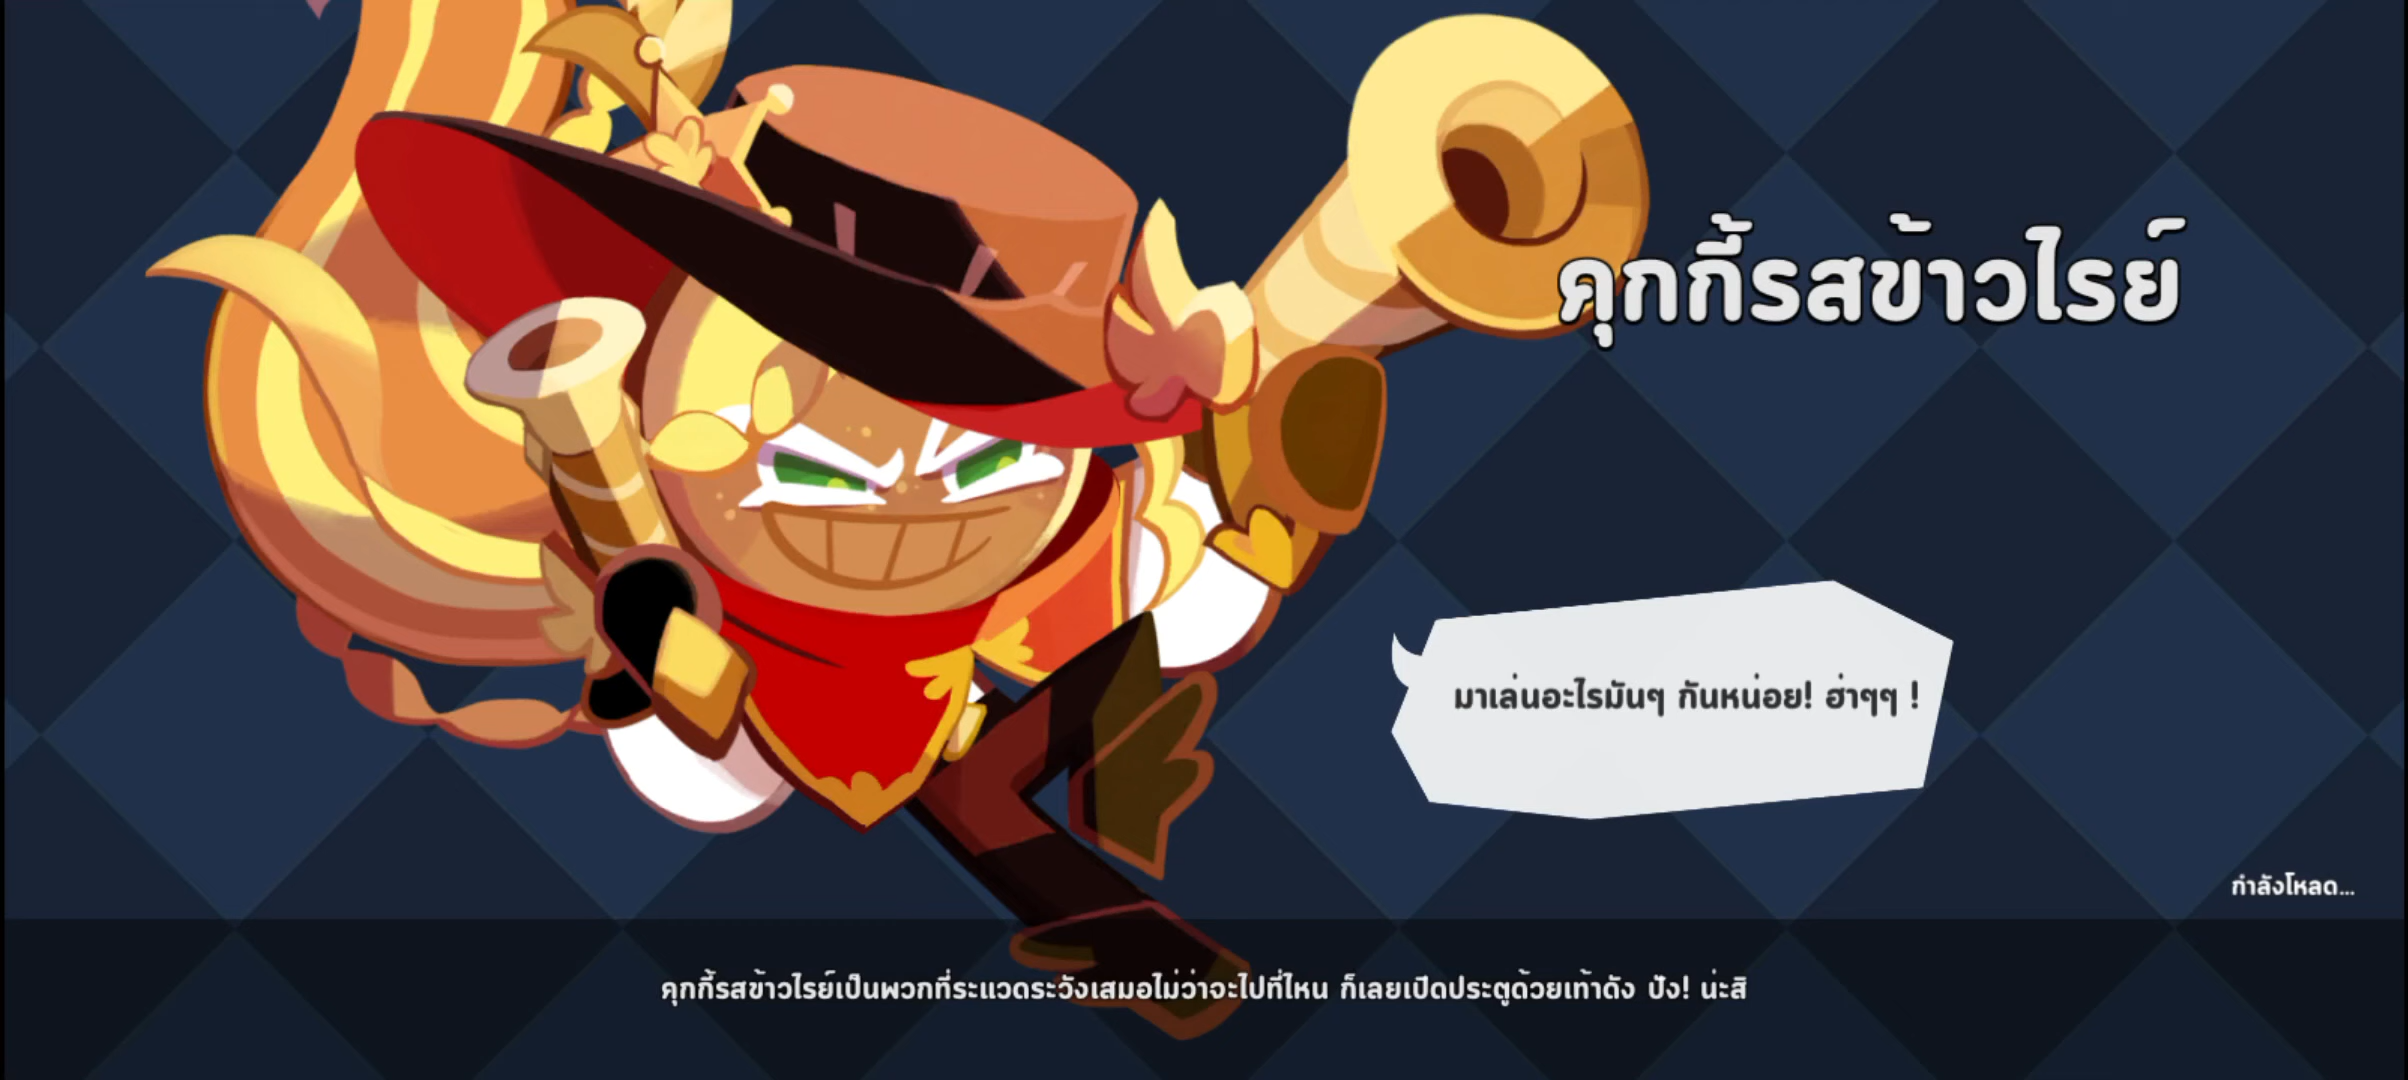 คุกกี้รสข้าวไรย์
มาเล่นอะไรมันๆ กันหน่อย! ฮ่าๆๆ !
กำลังโหลด...
คุกกี้รสข้าวไรย์เป็นพวกที่ระแวดระวังเสมอไม่ว่าจะไปที่ไหน ก็เลยเปิดประตูด้วยเท้าดัง ปัง! น่ะสิ